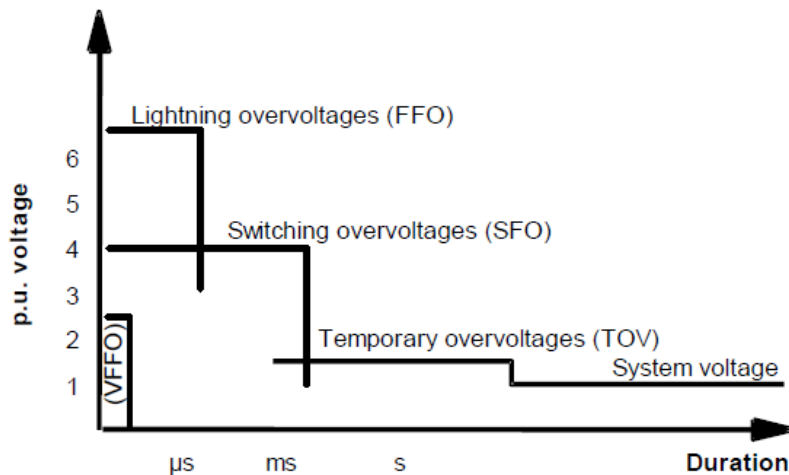 Lightning overvoltages (FFO)
6
5
Switching overvoltages (SFO)
4
3
p.u. voltage
2
Temporary overvoltages (TOV)
(VFFO)
System voltage
1
µs ms s Duration